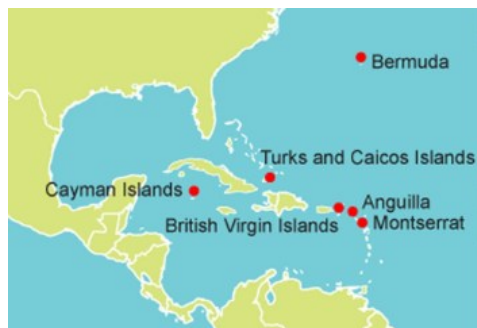 Bermuda
Turks and Caicos Islands
Cayman Islands
Anguilla
British Virgin Islands
Montserrat